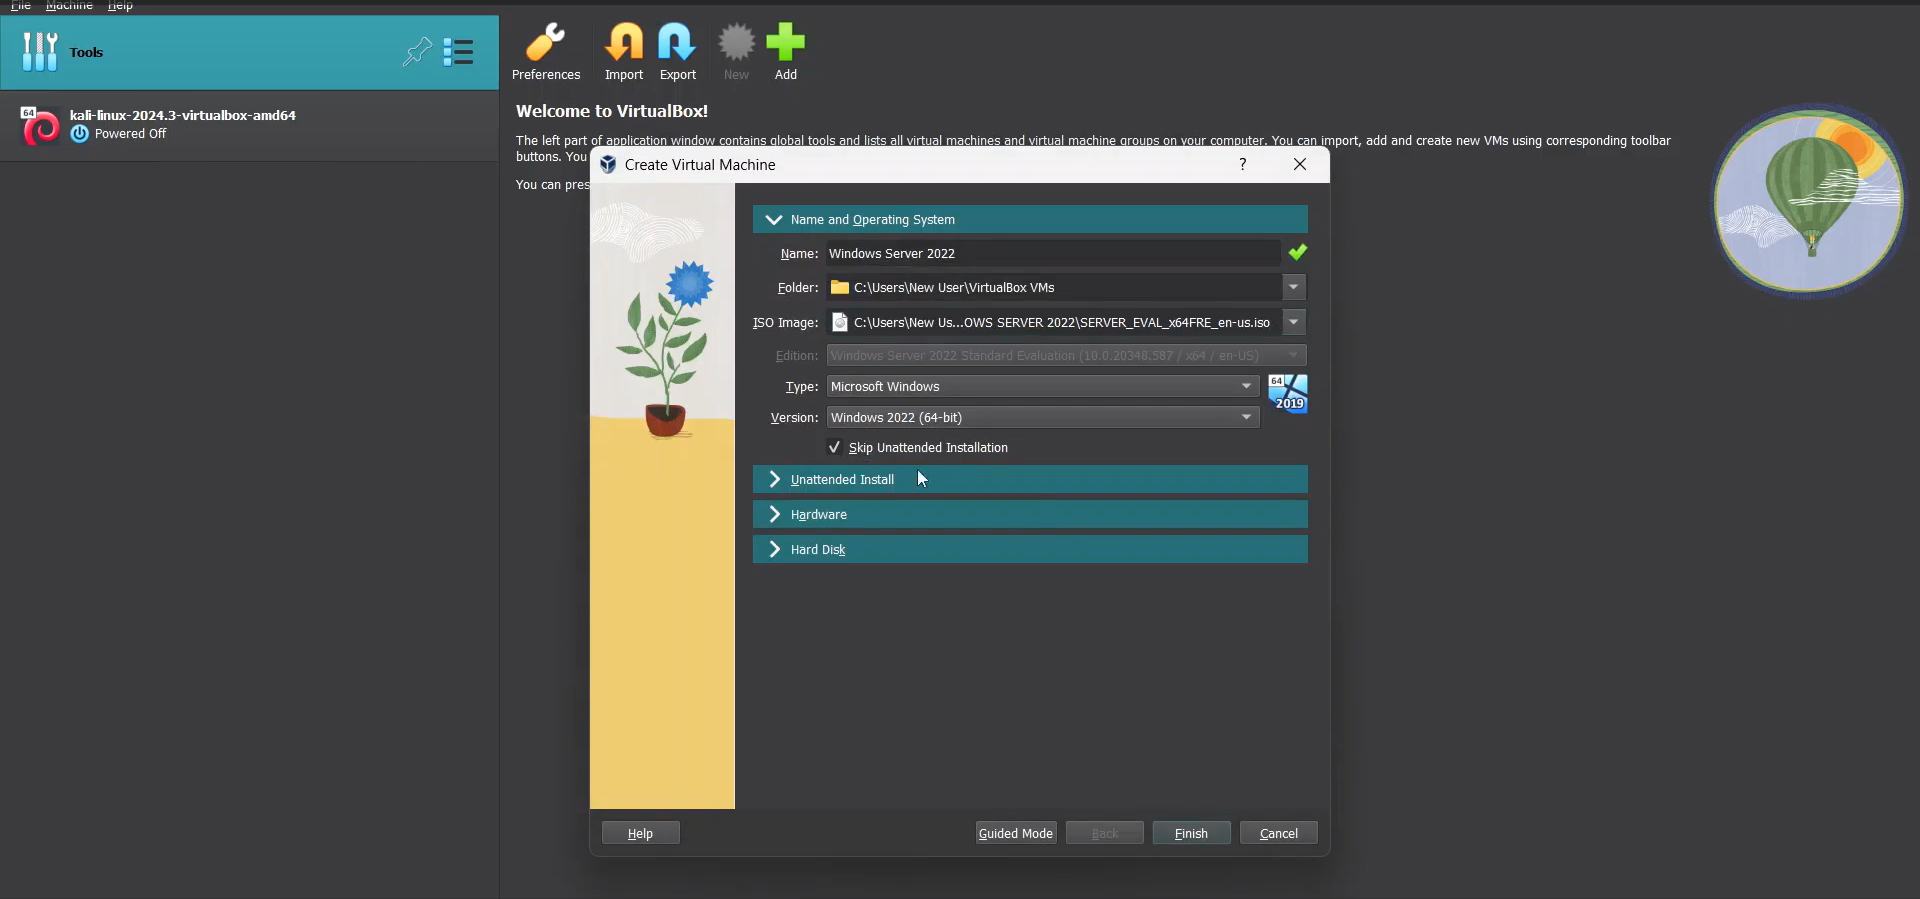 File Machine Help
Tools
Preferences Import Export New Add
64
kali-linux-2024.3-virtualbox-amd64
Powered Off
Welcome to VirtualBox!
The left part of application window contains global tools and lists all virtual machines and virtual machine groups on your computer. You can import, add and create new VMs using corresponding toolbar
buttons. You
You can pres
Create Virtual Machine ?
Name and Operating System
Name: Windows Server 2022
Folder: C:\Users\New User\VirtualBox VMs
ISO Image: C:\Users\New Us...OWS SERVER 2022\SERVER_EVAL_x64FRE_en-us.iso
Edition: Windows Server 2022 Standard Evaluation (10.0.20348.587 / x64 / en-US)
Type: Microsoft Windows
64
2019
Version: Windows 2022 (64-bit)
Skip Unattended Installation
Unattended Install
Hardware
Hard Disk
Help Guided Mode Back Finish Cancel